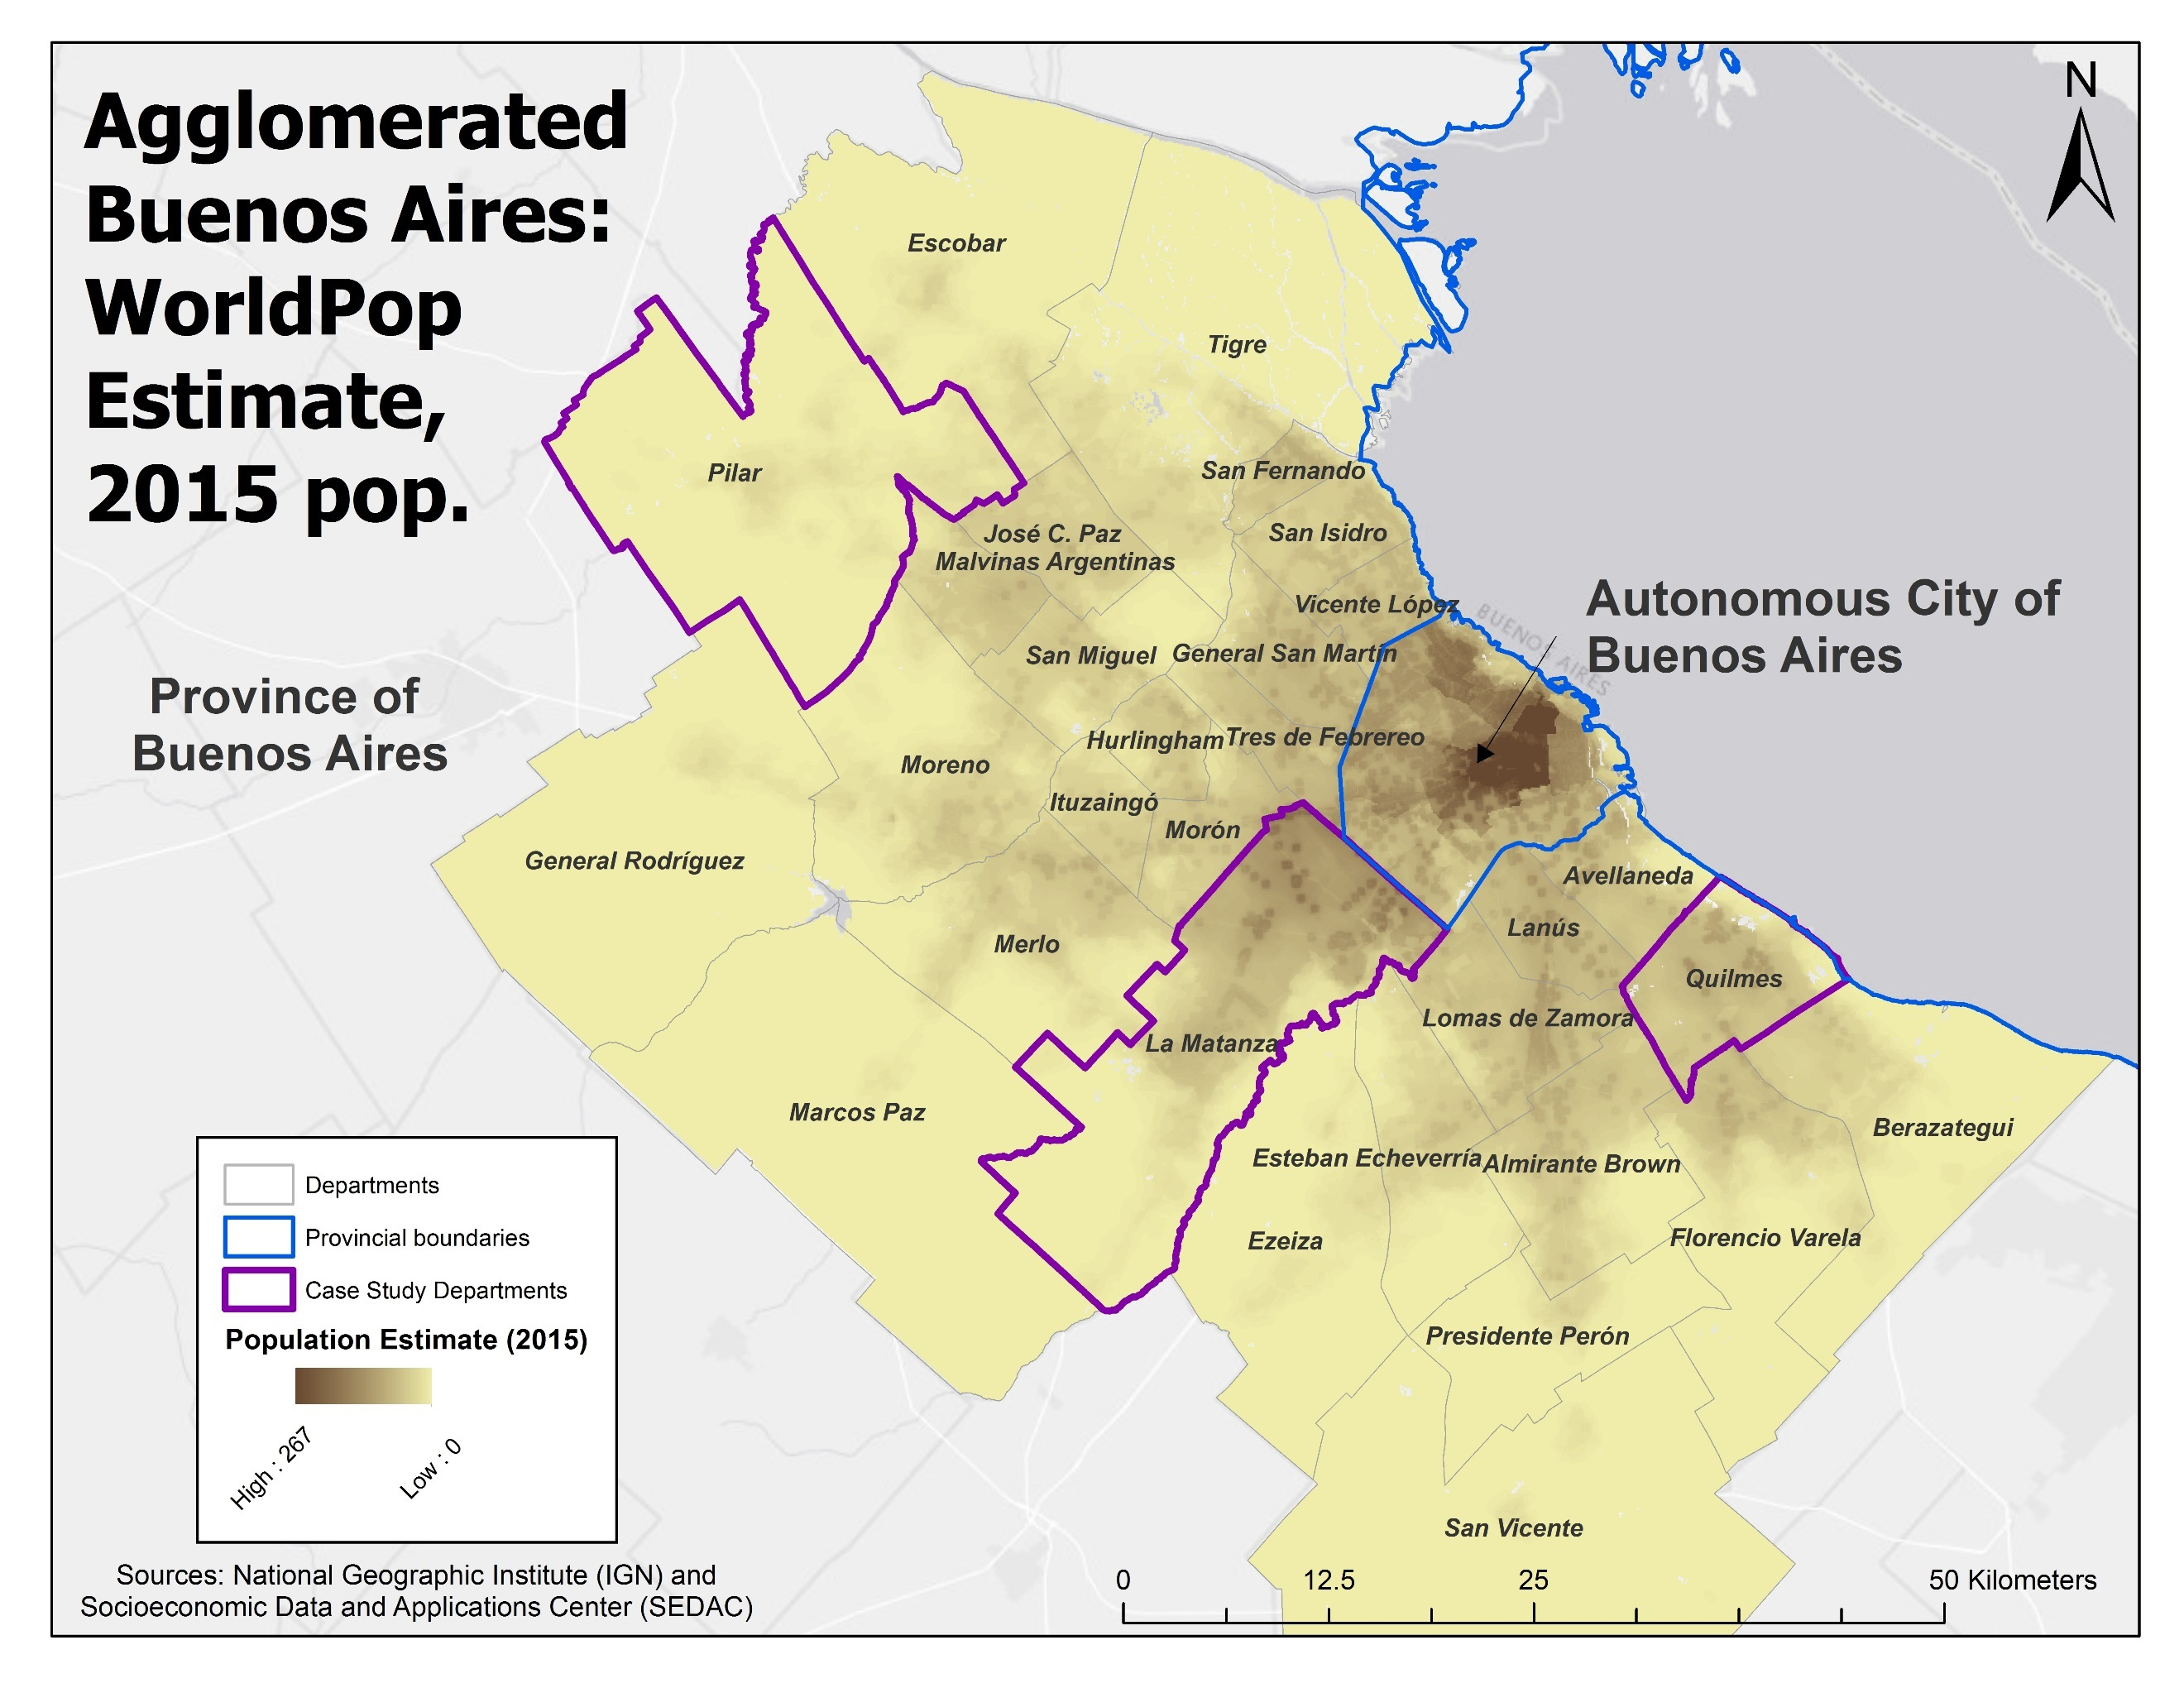 Agglomerated
Buenos Aires:
WorldPop
Estimate,
2015 pop.
N
Escobar
Tigre
Pilar
San Fernando
José C. Paz
San Isidro
Malvinas Argentinas
Vicente López
BUENOS AIRES
Autonomous City of
Buenos Aires
San Miguel
General San Martín
Province of
Buenos Aires
Hurlingham
Tres de Febrereo
Moreno
Ituzaingó
Morón
General Rodríguez
Avellaneda
Lanús
Merlo
Quilmes
Lomas de Zamora
La Matanza
Marcos Paz
Berazategui
Esteban Echeverría
Almirante Brown
Ezeiza
Florencio Varela
Presidente Perón
San Vicente
Departments
Provincial boundaries
Case Study Departments
Population Estimate (2015)
High : 267
Low : 0
Sources: National Geographic Institute (IGN) and
Socioeconomic Data and Applications Center (SEDAC)
0 12.5 25 50 Kilometers